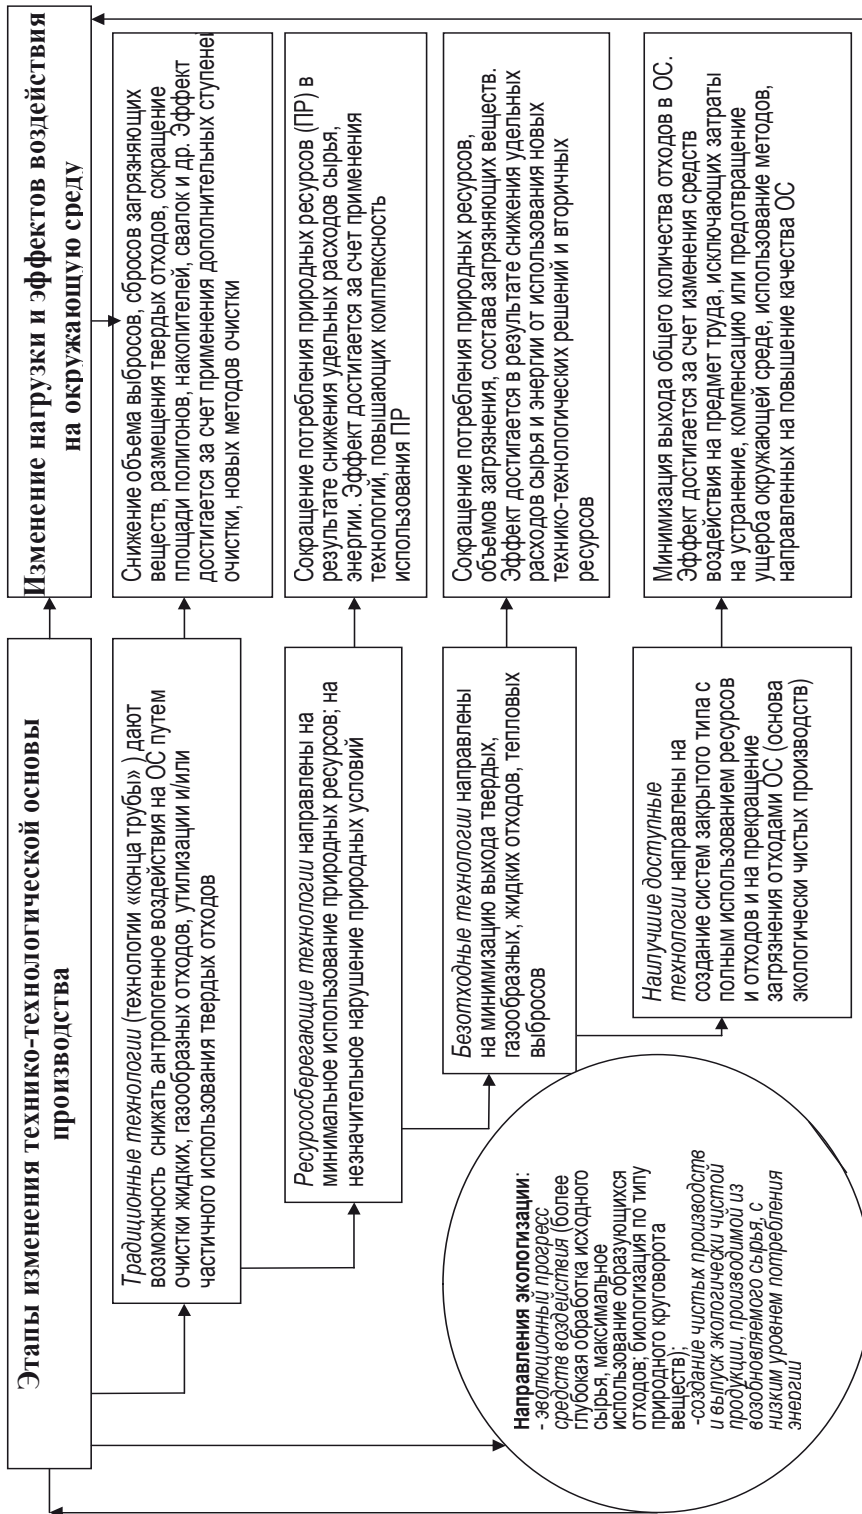 Этапы изменения технико-технологической основы
производства
Изменение нагрузки и эффектов воздействия
на окружающую среду
Традиционные технологии (технологии «конца трубы» ) дают
возможность снижать антропогенное воздействия на ОС путем
очистки жидких, газообразных отходов, утилизации и/или
частичного использования твердых отходов
Снижение объема выбросов, сбросов загрязняющих
веществ, размещения твердых отходов, сокращение
площади полигонов, накопителей, свалок и др. Эффект
достигается за счет применения дополнительных ступеней
очистки, новых методов очистки
Ресурсосберегающие технологии направлены на
минимальное использование природных ресурсов; на
незначительное нарушение природных условий
Сокращение потребления природных ресурсов (ПР) в
результате снижения удельных расходов сырья,
энергии. Эффект достигается за счет применения
технологий, повышающих комплексность
использования ПР
Безотходные технологии направлены
на минимизацию выхода твердых,
газообразных, жидких отходов, тепловых
выбросов
Сокращение потребления природных ресурсов,
объемов загрязнения, состава загрязняющих веществ.
Эффект достигается в результате снижения удельных
расходов сырья и энергии от использования новых
технико-технологических решений и вторичных
ресурсов
Наилучшие доступные
технологии направлены на
создание систем закрытого типа с
полным использованием ресурсов
и отходов и на прекращение
загрязнения отходами ОС (основа
экологически чистых производств)
Минимизация выхода общего количества отходов в ОС.
Эффект достигается за счет изменения средств
воздействия на предмет труда, исключающих затраты
на устранение, компенсацию или предотвращение
ущерба окружающей среде, использование методов,
направленных на повышение качества ОС
Направления экологизации:
- эволюционный прогресс
средств воздействия (более
глубокая обработка исходного
сырья, максимальное
использование образующихся
отходов; биологизация по типу
природного круговорота
веществ);
-создание чистых производств
и выпуск экологически чистой
продукции, производимой из
возобновляемого сырья, с
низким уровнем потребления
энергии